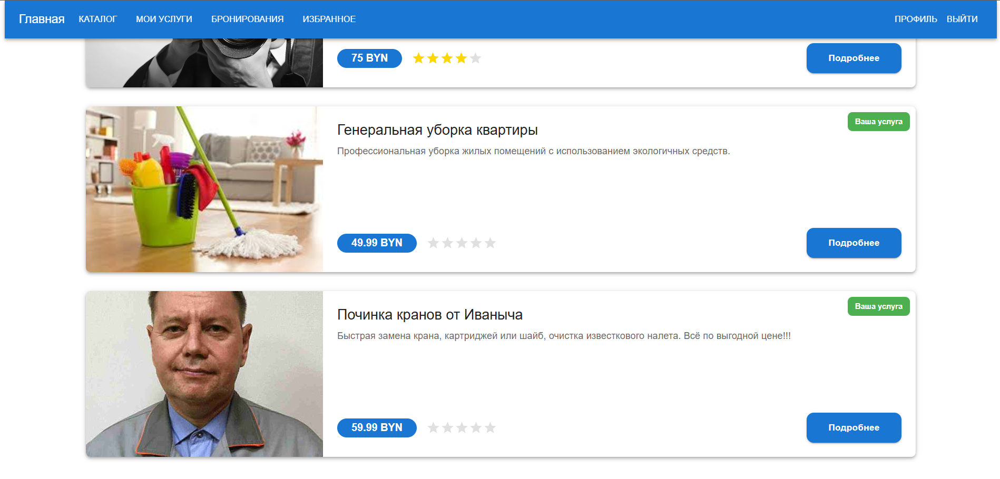 Главная КАТАЛОГ МОИ УСЛУГИ БРОНИРОВАНИЯ ИЗБРАННОЕ ПРОФИЛЬ ВЫЙТИ
75 BYN Подробнее
Ваша услуга
Генеральная уборка квартиры
Профессиональная уборка жилых помещений с использованием экологичных средств.
49.99 BYN Подробнее
Ваша услуга
Починка кранов от Иваныча
Быстрая замена крана, картриджей или шайб, очистка известкового налета. Всё по выгодной цене!!!
59.99 BYN Подробнее